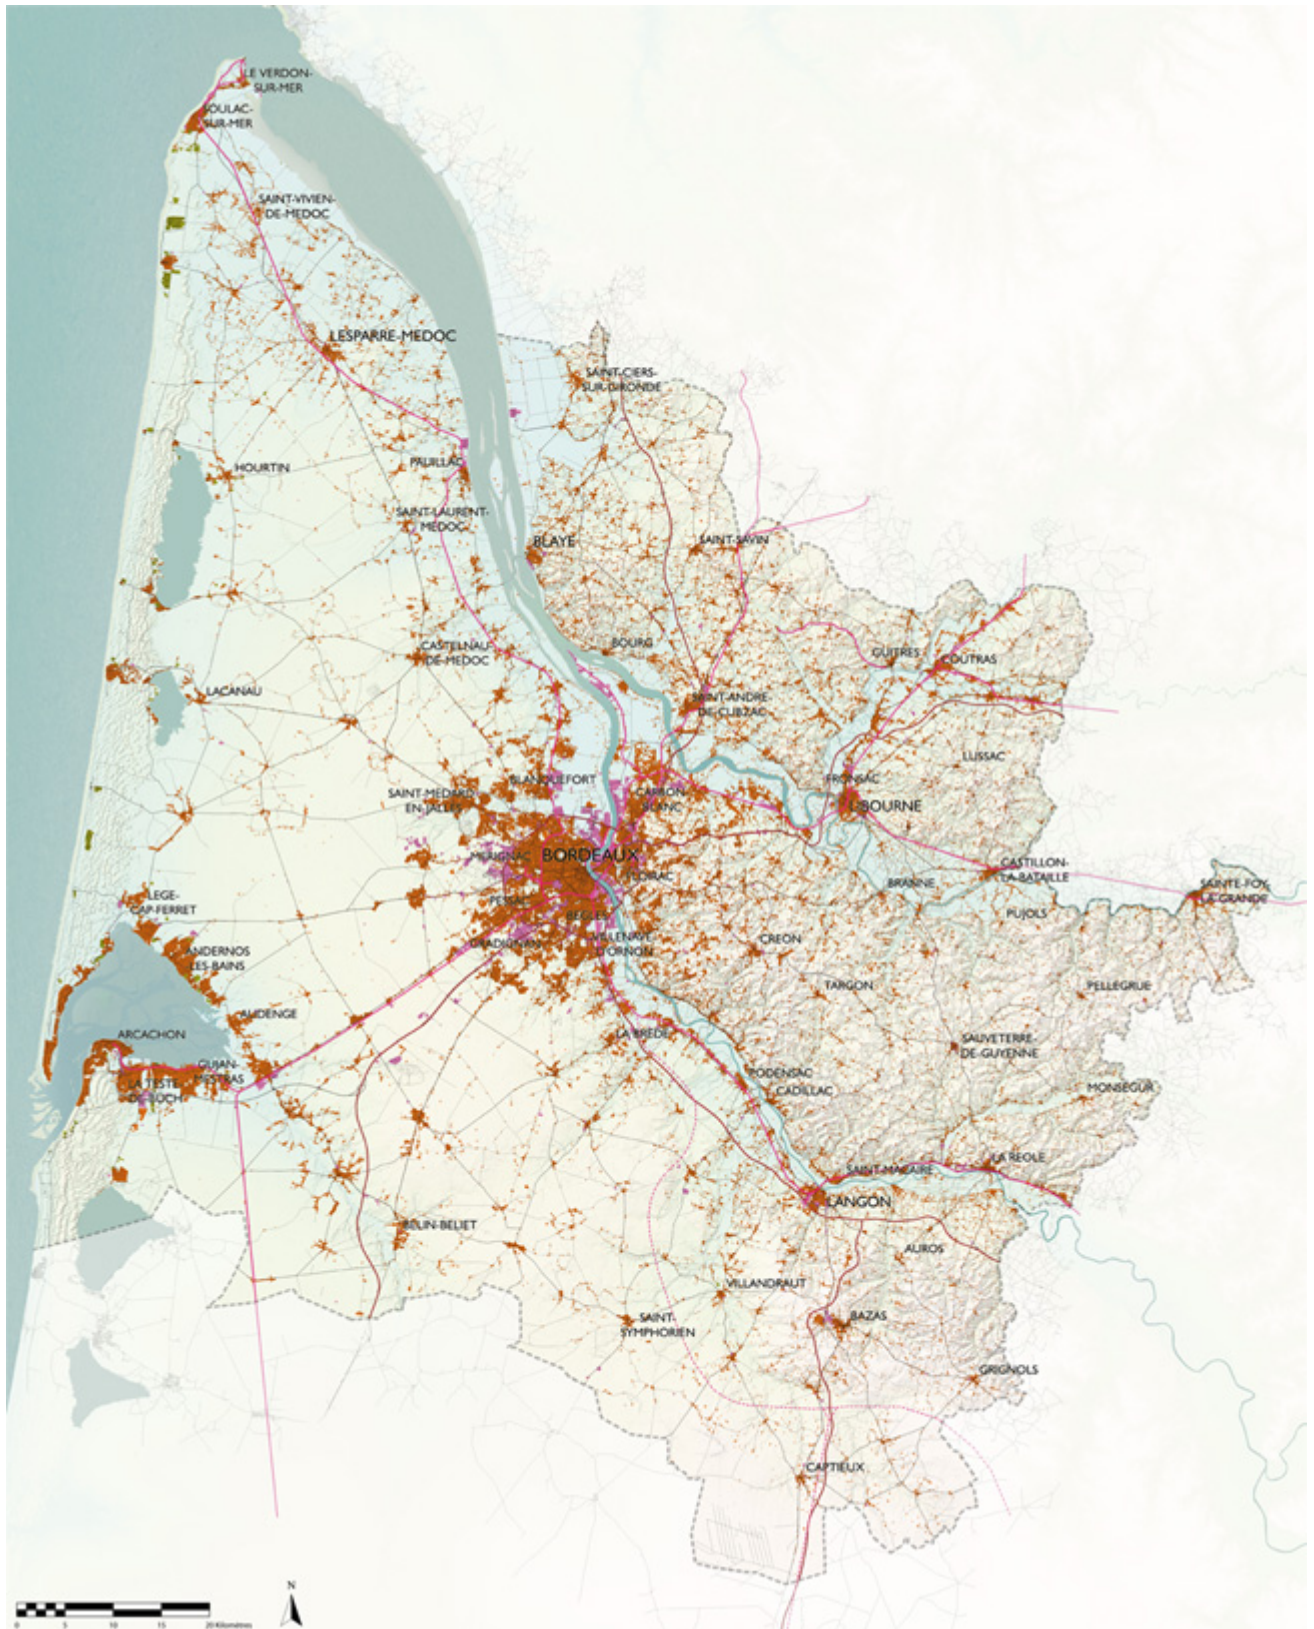 LE VERDON-
SUR-MER
SOULAC-
SUR-MER
SAINT-VIVIEN-
DE-MEDOC
LESPARRE-MEDOC
SAINT-CIERS-
SUR-GIRONDE
HOURTIN
PAUILLAC
SAINT-LAURENT-
MEDOC
BLAYE
SAINT-SAVIN
CASTELNAU-
DE-MEDOC
BOURG
GUITRES
COUTRAS
LACANAU
SAINT-ANDRE-
DE-CUBZAC
LUSSAC
BLANQUEFORT
FRONSAC
SAINT-MEDARD-
EN-JALLES
CARBON-
BLANC
LIBOURNE
MERIGNAC
BORDEAUX
FLOIRAC
CASTILLON-
LA-BATAILLE
BRANNE
SAINTE-FOY-
LA-GRANDE
LEGE-
CAP-FERRET
PESSAC
BEGLES
PUJOLS
GRADIGNAN
VILLENAVE-
D'ORNON
CREON
ANDERNOS
LES-BAINS
TARGON
PELLEGRUE
AUDENGE
ARCACHON
LA BREDE
SAUVETERRE-
DE-GUYENNE
GUJAN-
MESTRAS
LA TESTE-
DE-BUCH
PODENSAC
CADILLAC
MONSEGUR
SAINT-MACAIRE
LA REOLE
LANGON
BELIN-BELIET
AUROS
VILLANDRAUT
SAINT-
SYMPHORIEN
BAZAS
GRIGNOLS
CAPTIEUX
N
0 5 10 15 20 Kilomètres